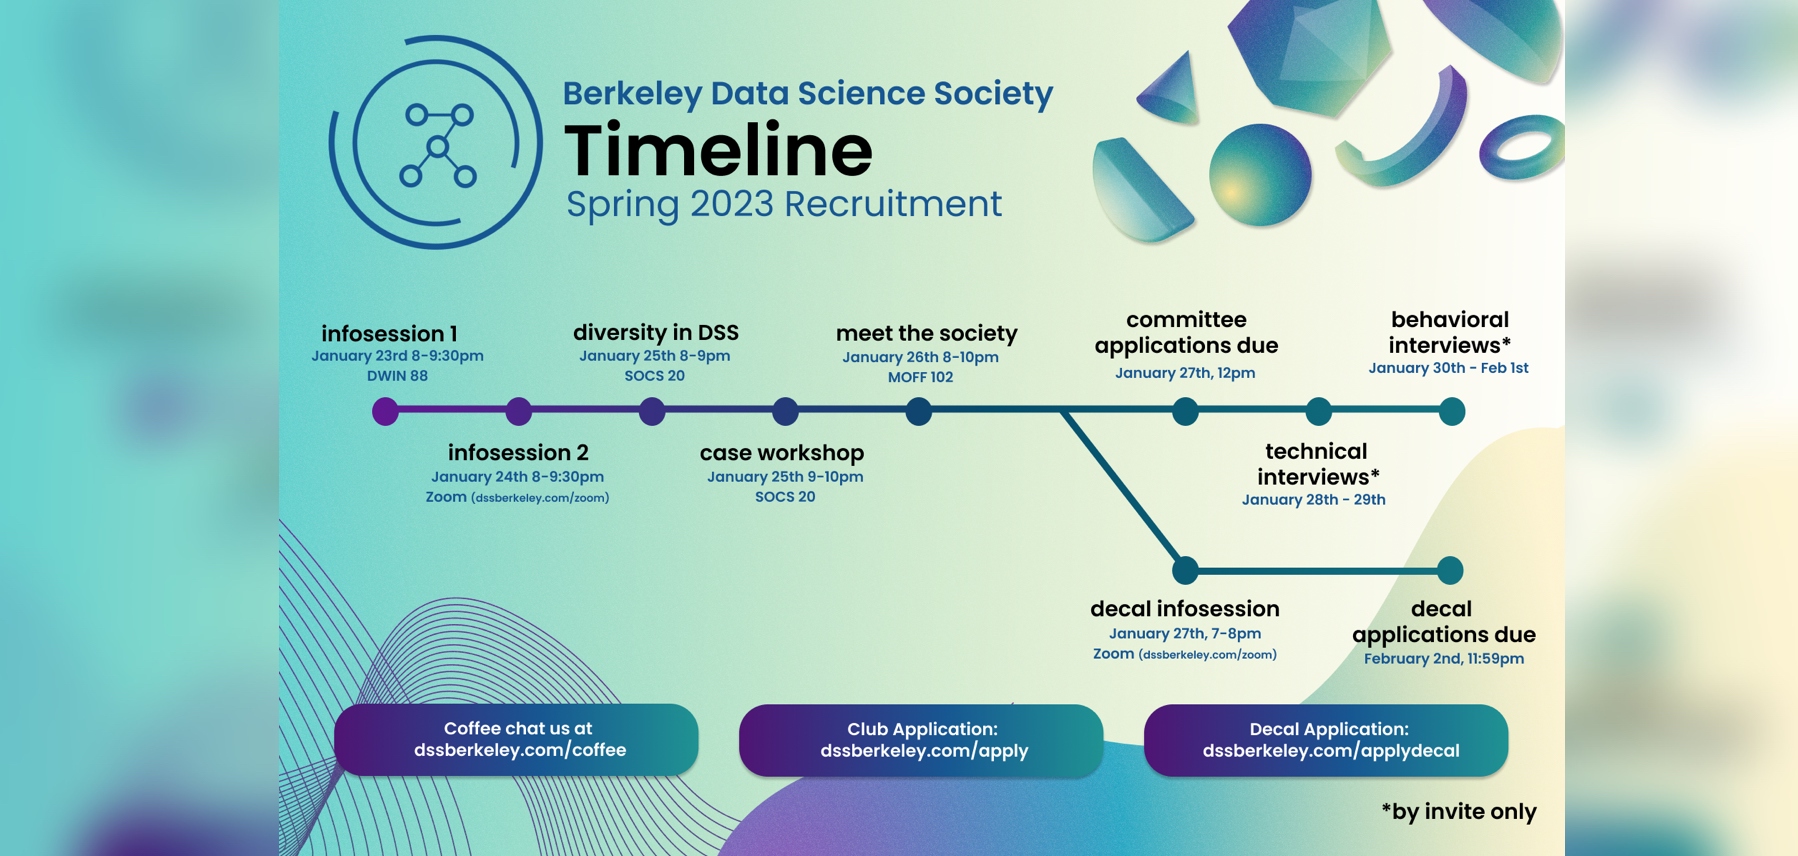 Berkeley Data Science Society
Timeline
Spring 2023 Recruitment
infosession 1
January 23rd 8-9:30pm
DWIN 88
diversity in DSS
January 25th 8-9pm
SOCS 20
meet the society
January 26th 8-10pm
MOFF 102
committee
applications due
January 27th, 12pm
behavioral
interviews*
January 30th - Feb 1st
infosession 2
January 24th 8-9:30pm
Zoom (dssberkeley.com/zoom)
case workshop
January 25th 9-10pm
SOCS 20
technical
interviews*
January 28th - 29th
decal infosession
January 27th, 7-8pm
Zoom (dssberkeley.com/zoom)
decal
applications due
February 2nd, 11:59pm
Coffee chat us at
dssberkeley.com/coffee
Club Application:
dssberkeley.com/apply
Decal Application:
dssberkeley.com/applydecal
*by invite only